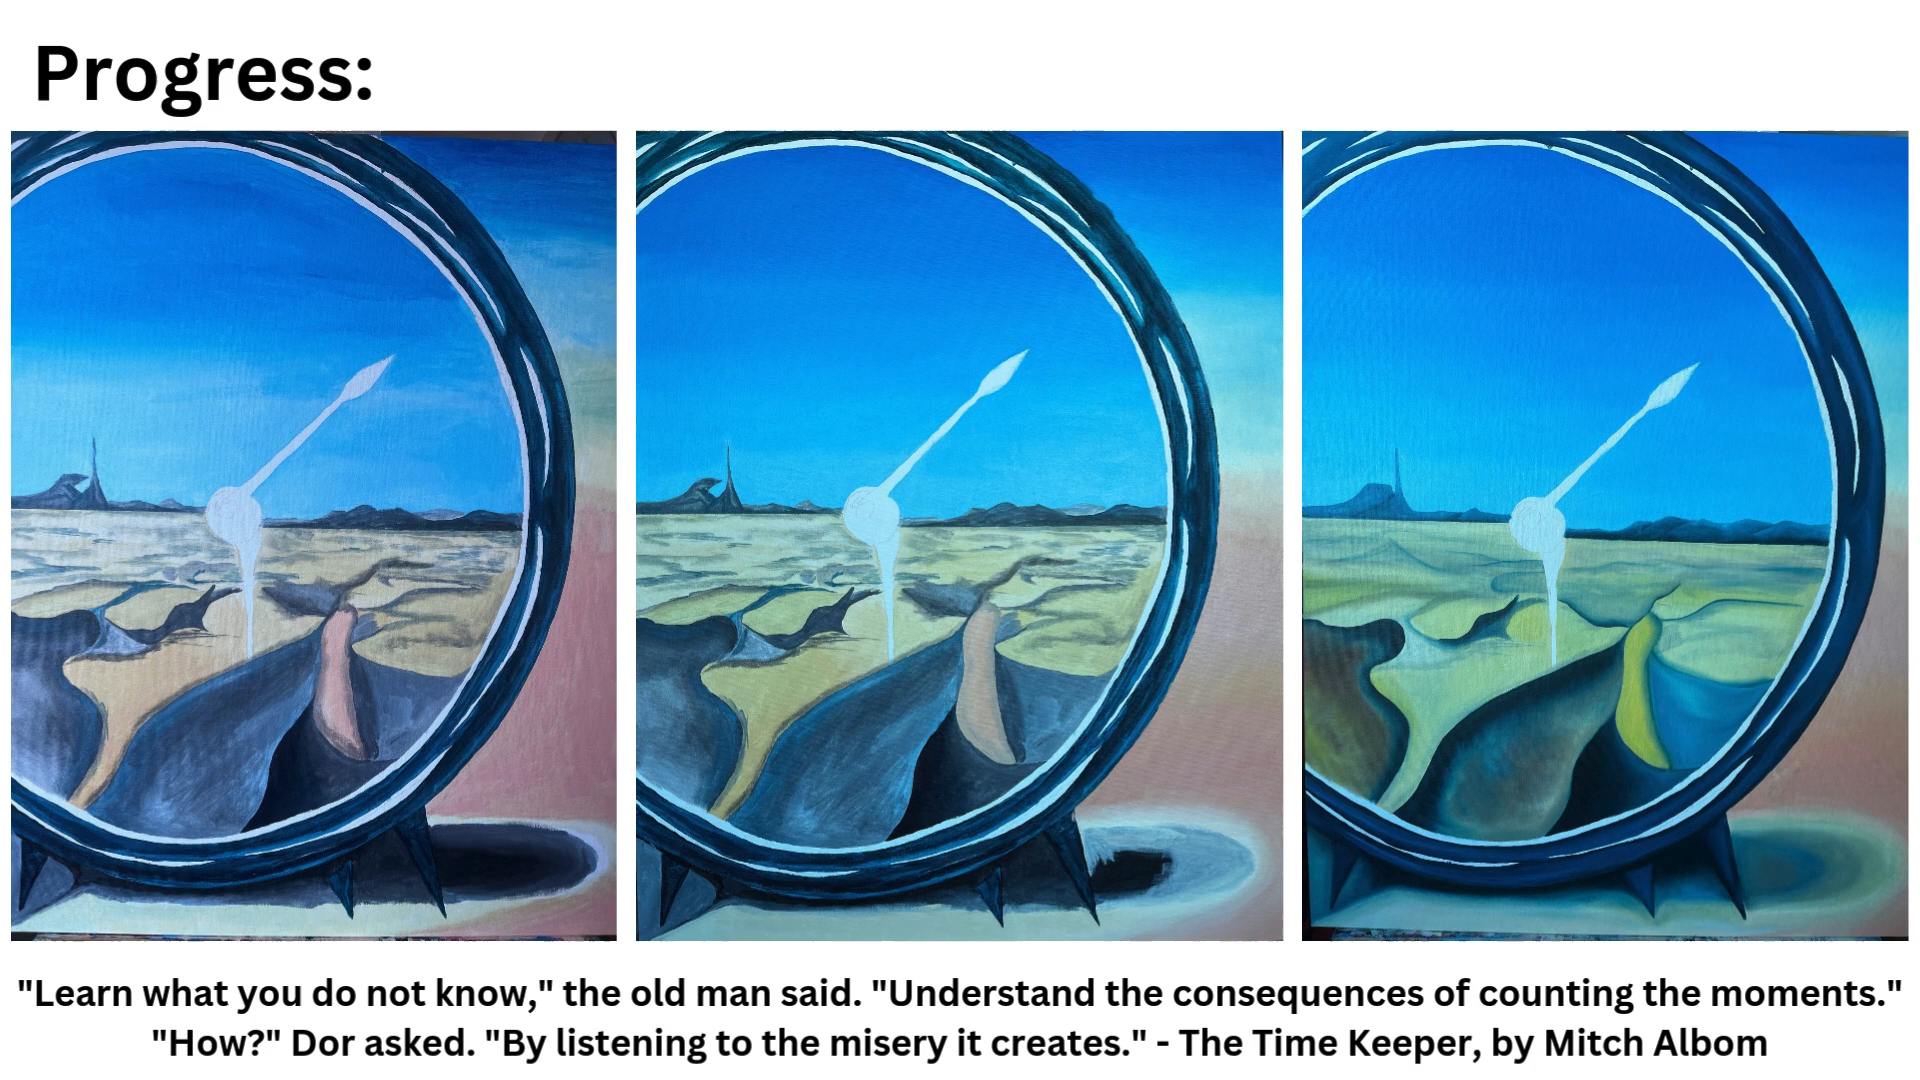 Progress:
"Learn what you do not know," the old man said. "Understand the consequences of counting the moments."
"How?" Dor asked. "By listening to the misery it creates." - The Time Keeper, by Mitch Albom